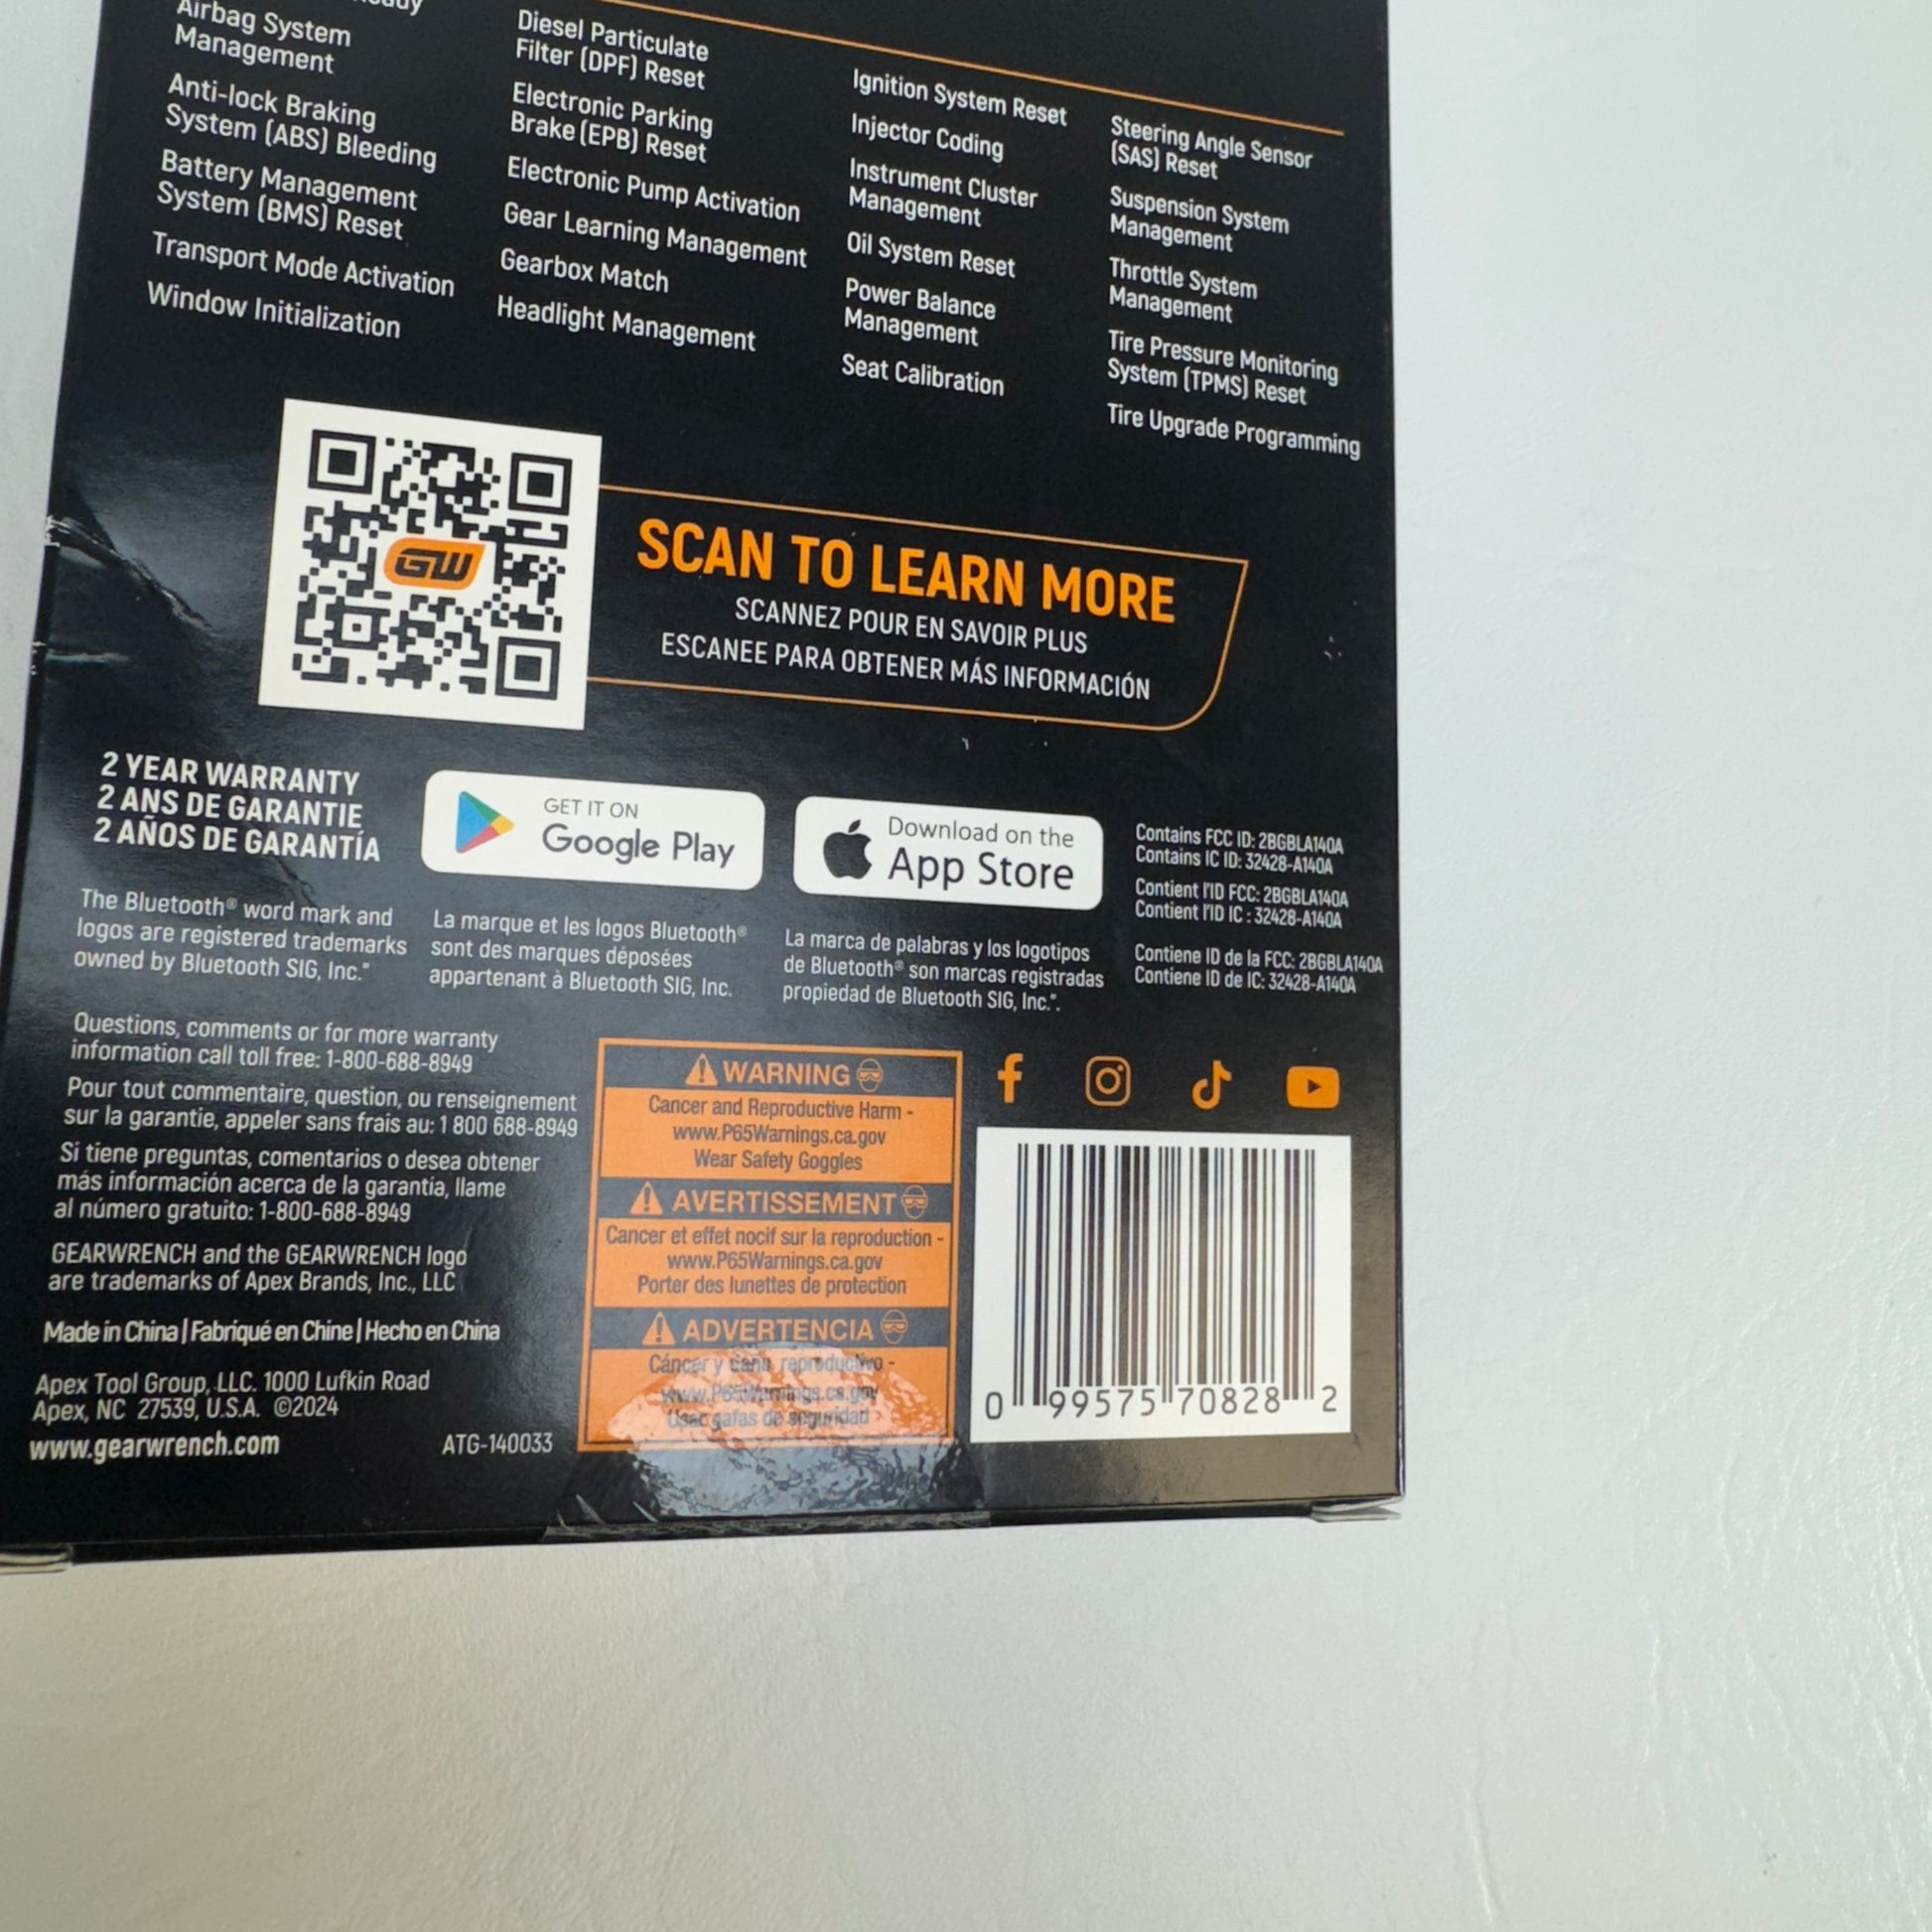 Airbag System
Management
Anti-lock Braking
System (ABS) Bleeding
Battery Management
System (BMS) Reset
Transport Mode Activation
Window Initialization
Diesel Particulate
Filter (DPF) Reset
Electronic Parking
Brake (EPB) Reset
Electronic Pump Activation
Gear Learning Management
Gearbox Match
Headlight Management
Ignition System Reset
Injector Coding
Instrument Cluster
Management
Oil System Reset
Power Balance
Management
Seat Calibration
Steering Angle Sensor
(SAS) Reset
Suspension System
Management
Throttle System
Management
Tire Pressure Monitoring
System (TPMS) Reset
Tire Upgrade Programming
GW
SCAN TO LEARN MORE
SCANNEZ POUR EN SAVOIR PLUS
ESCANEE PARA OBTENER MÁS INFORMACIÓN
2 YEAR WARRANTY
2 ANS DE GARANTIE
2 AÑOS DE GARANTÍA
GET IT ON
Google Play
Download on the
App Store
Contains FCC ID: 2BGBLA140A
Contains IC ID: 32428-A140A
Contient l'ID FCC: 2BGBLA140A
Contient l'ID IC : 32428-A140A
Contiene ID de la FCC: 2BGBLA140A
Contiene ID de IC: 32428-A140A
The Bluetooth® word mark and
logos are registered trademarks
owned by Bluetooth SIG, Inc."
La marque et les logos Bluetooth®
sont des marques déposées
appartenant à Bluetooth SIG, Inc.
La marca de palabras y los logotipos
de Bluetooth® son marcas registradas
propiedad de Bluetooth SIG, Inc.".
Questions, comments or for more warranty
information call toll free: 1-800-688-8949
Pour tout commentaire, question, ou renseignement
sur la garantie, appeler sans frais au: 1 800 688-8949
Si tiene preguntas, comentarios o desea obtener
más información acerca de la garantia, llame
al número gratuito: 1-800-688-8949
GEARWRENCH and the GEARWRENCH logo
are trademarks of Apex Brands, Inc., LLC
Made in China | Fabriqué en Chine | Hecho en China
Apex Tool Group, LLC. 1000 Lufkin Road
Apex, NC 27539, U.S.A. ©2024
www.gearwrench.com
ATG-140033
WARNING
Cancer and Reproductive Harm -
www.P65Warnings.ca.gov
Wear Safety Goggles
AVERTISSEMENT
Cancer et effet nocif sur la reproduction -
www.P65Warnings.ca.gov
Porter des lunettes de protection
ADVERTENCIA
Cáncer y daño reproductivo -
www.P65Warnings.ca.gov
Usar gafas de seguridad
0 99575 70828 2